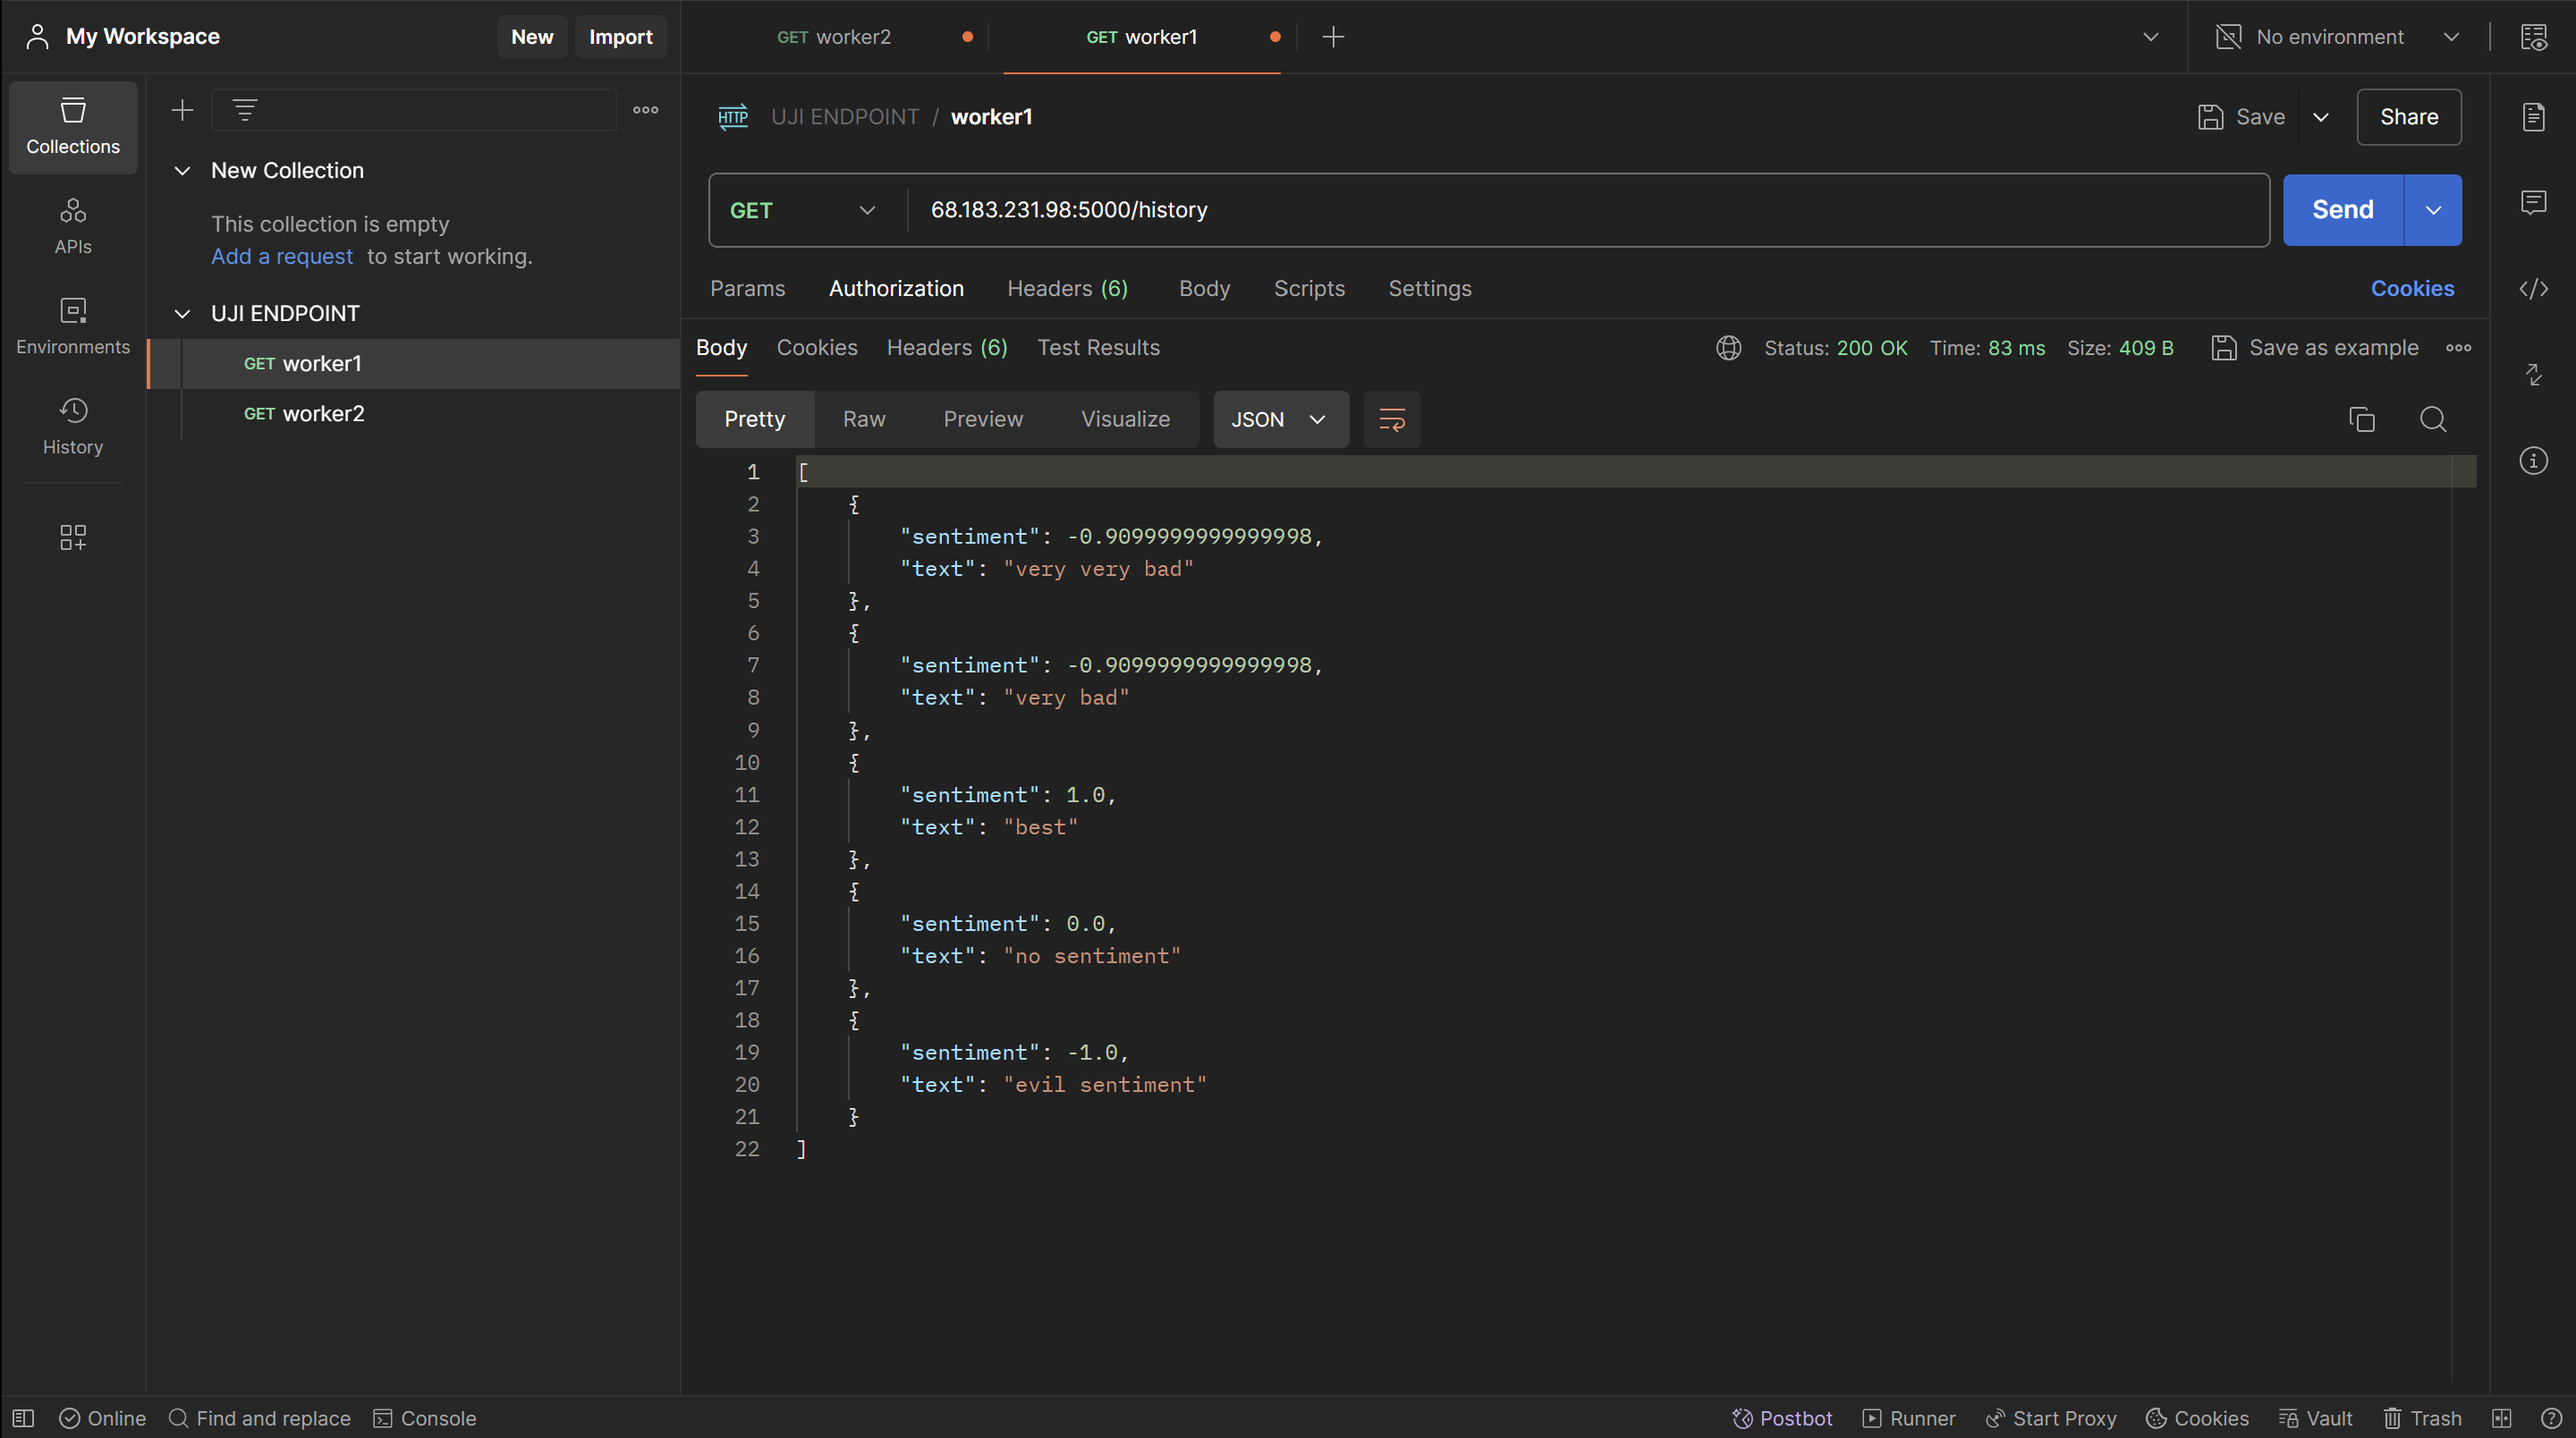 My Workspace
New
Import
GET worker2
GET worker1
No environment
Collections
APIs
Environments
History
New Collection
This collection is empty
Add a request to start working.
UJI ENDPOINT
GET worker1
GET worker2
HTTP UJI ENDPOINT / worker1
Save
Share
GET
68.183.231.98:5000/history
Send
Params Authorization Headers (6) Body Scripts Settings
Cookies
Body Cookies Headers (6) Test Results
Status: 200 OK Time: 83 ms Size: 409 B
Save as example
Pretty Raw Preview Visualize JSON
1 [
2 {
3 "sentiment": -0.9099999999999998,
4 "text": "very very bad"
5 },
6 {
7 "sentiment": -0.9099999999999998,
8 "text": "very bad"
9 },
10 {
11 "sentiment": 1.0,
12 "text": "best"
13 },
14 {
15 "sentiment": 0.0,
16 "text": "no sentiment"
17 },
18 {
19 "sentiment": -1.0,
20 "text": "evil sentiment"
21 }
22 ]
Online Find and replace Console
Postbot Runner Start Proxy Cookies Vault Trash